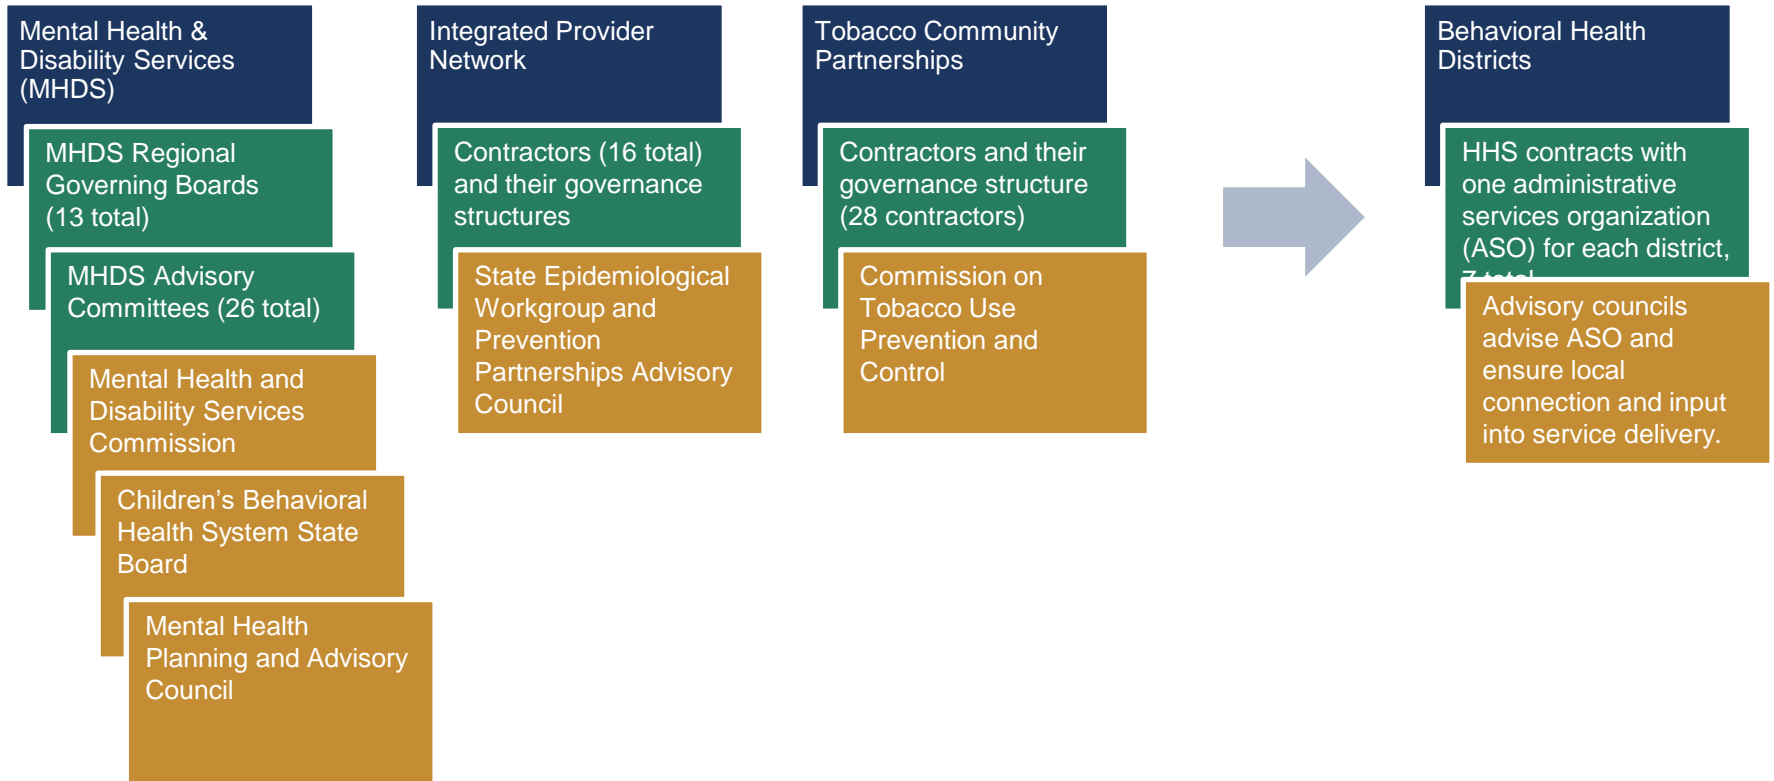 Mental Health &
Disability Services
(MHDS)
MHDS Regional
Governing Boards
(13 total)
MHDS Advisory
Committees (26 total)
Mental Health and
Disability Services
Commission
Children’s Behavioral
Health System State
Board
Mental Health
Planning and Advisory
Council
Integrated Provider
Network
Contractors (16 total)
and their governance
structures
State Epidemiological
Workgroup and
Prevention
Partnerships Advisory
Council
Tobacco Community
Partnerships
Contractors and their
governance structure
(28 contractors)
Commission on
Tobacco Use
Prevention and
Control
Behavioral Health
Districts
HHS contracts with
one administrative
services organization
(ASO) for each district,
7 total
Advisory councils
advise ASO and
ensure local
connection and input
into service delivery.